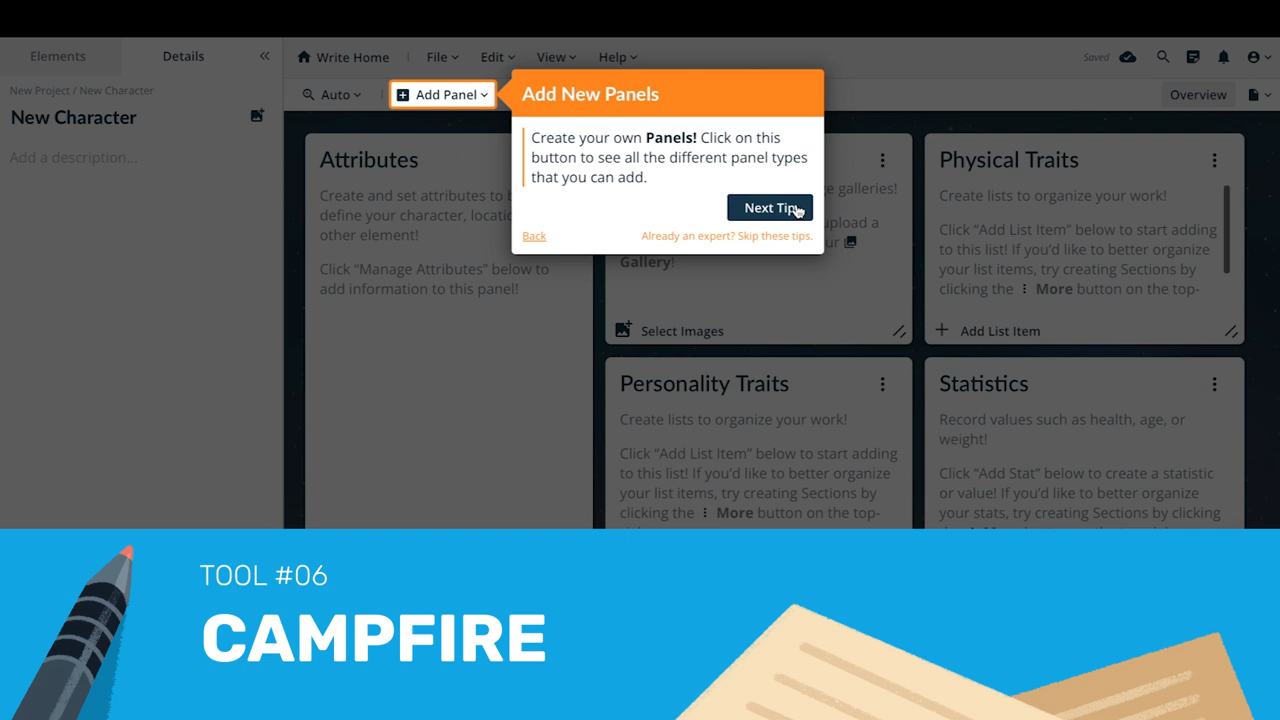 Elements
Details
Write Home
File
Edit
View
Help
Saved
New Project / New Character
New Character
Add a description...
Auto
Add Panel
Overview
Add New Panels
Create your own Panels! Click on this
button to see all the different panel types
that you can add.
Next Tip
Back
Already an expert? Skip these tips.
Attributes
Create and set attributes to
define your character,
other element!
Click “Manage Attributes” below to
add information to this panel!
galleries!
upload a
Gallery!
Select Images
Physical Traits
Create lists to organize your work!
Click “Add List Item” below to start adding
to this list! If you’d like to better organize
your list items, try creating Sections by
clicking the ⋮ More button on the top-
Add List Item
Personality Traits
Create lists to organize your work!
Click “Add List Item” below to start adding
to this list! If you’d like to better organize
your list items, try creating Sections by
clicking the ⋮ More button on the top-
Statistics
Record values such as health, age, or
weight!
Click “Add Stat” below to create a statistic
or value! If you’d like to better organize
your stats, try creating Sections by clicking
TOOL #06
CAMPFIRE